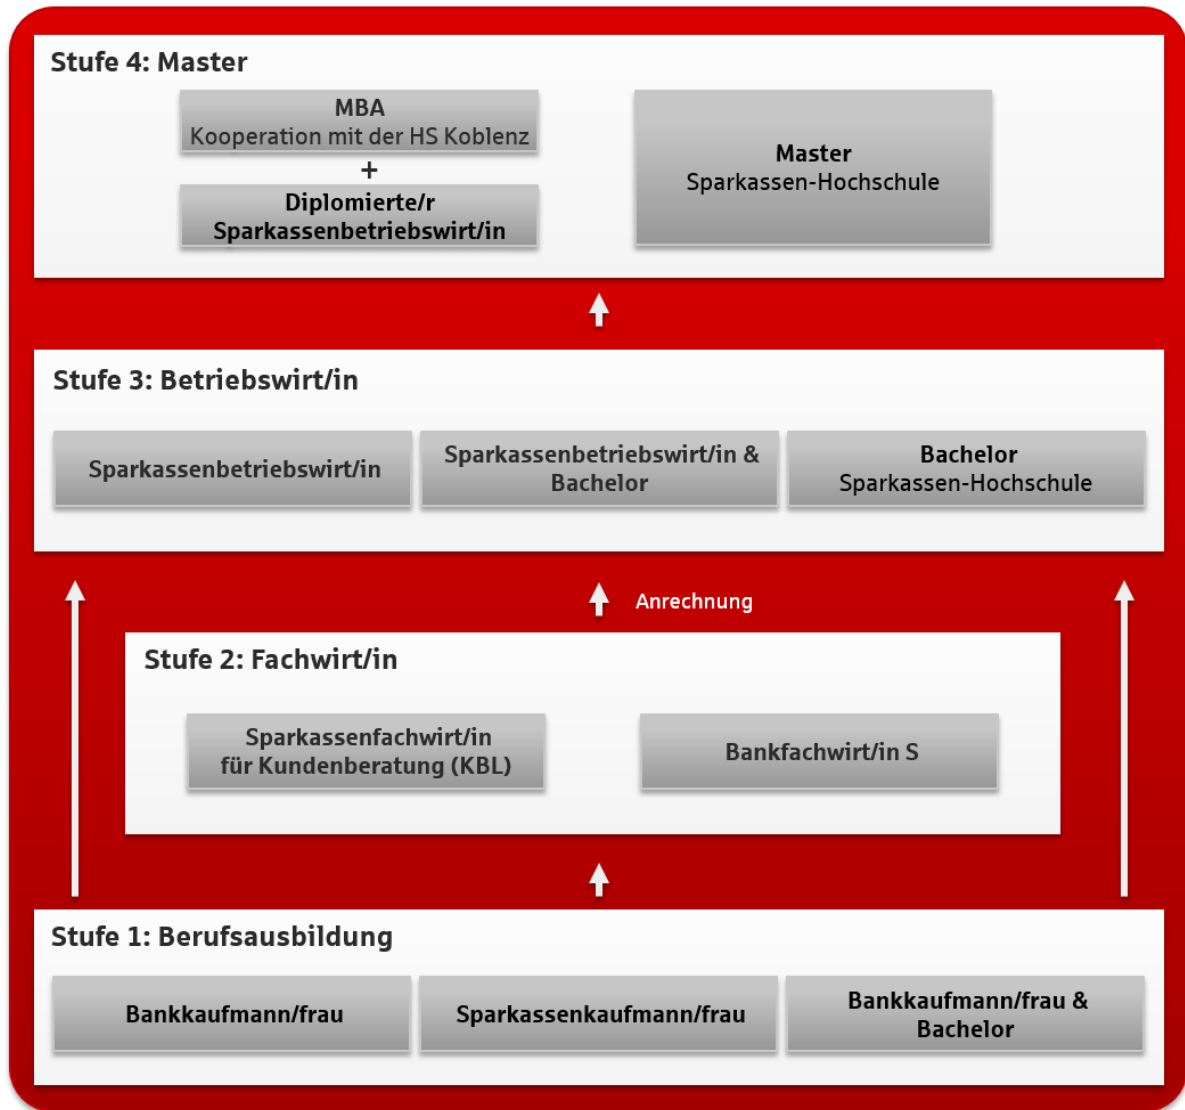 Stufe 4: Master
MBA
Kooperation mit der HS Koblenz
+
Diplomierte/r
Sparkassenbetriebswirt/in
Master
Sparkassen-Hochschule
Stufe 3: Betriebswirt/in
Sparkassenbetriebswirt/in
Sparkassenbetriebswirt/in &
Bachelor
Bachelor
Sparkassen-Hochschule
Anrechnung
Stufe 2: Fachwirt/in
Sparkassenfachwirt/in
für Kundenberatung (KBL)
Bankfachwirt/in S
Stufe 1: Berufsausbildung
Bankkaufmann/frau
Sparkassenkaufmann/frau
Bankkaufmann/frau &
Bachelor